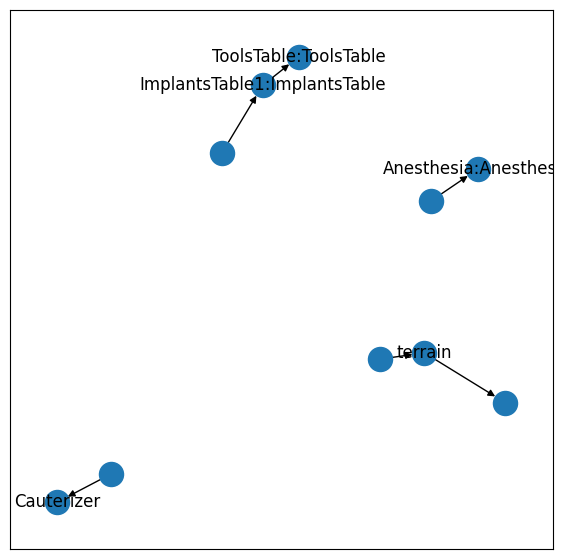 ToolsTable:ToolsTable
ImplantsTable1:ImplantsTable
Anesthesia:Anesthes
terrain
Cauterizer